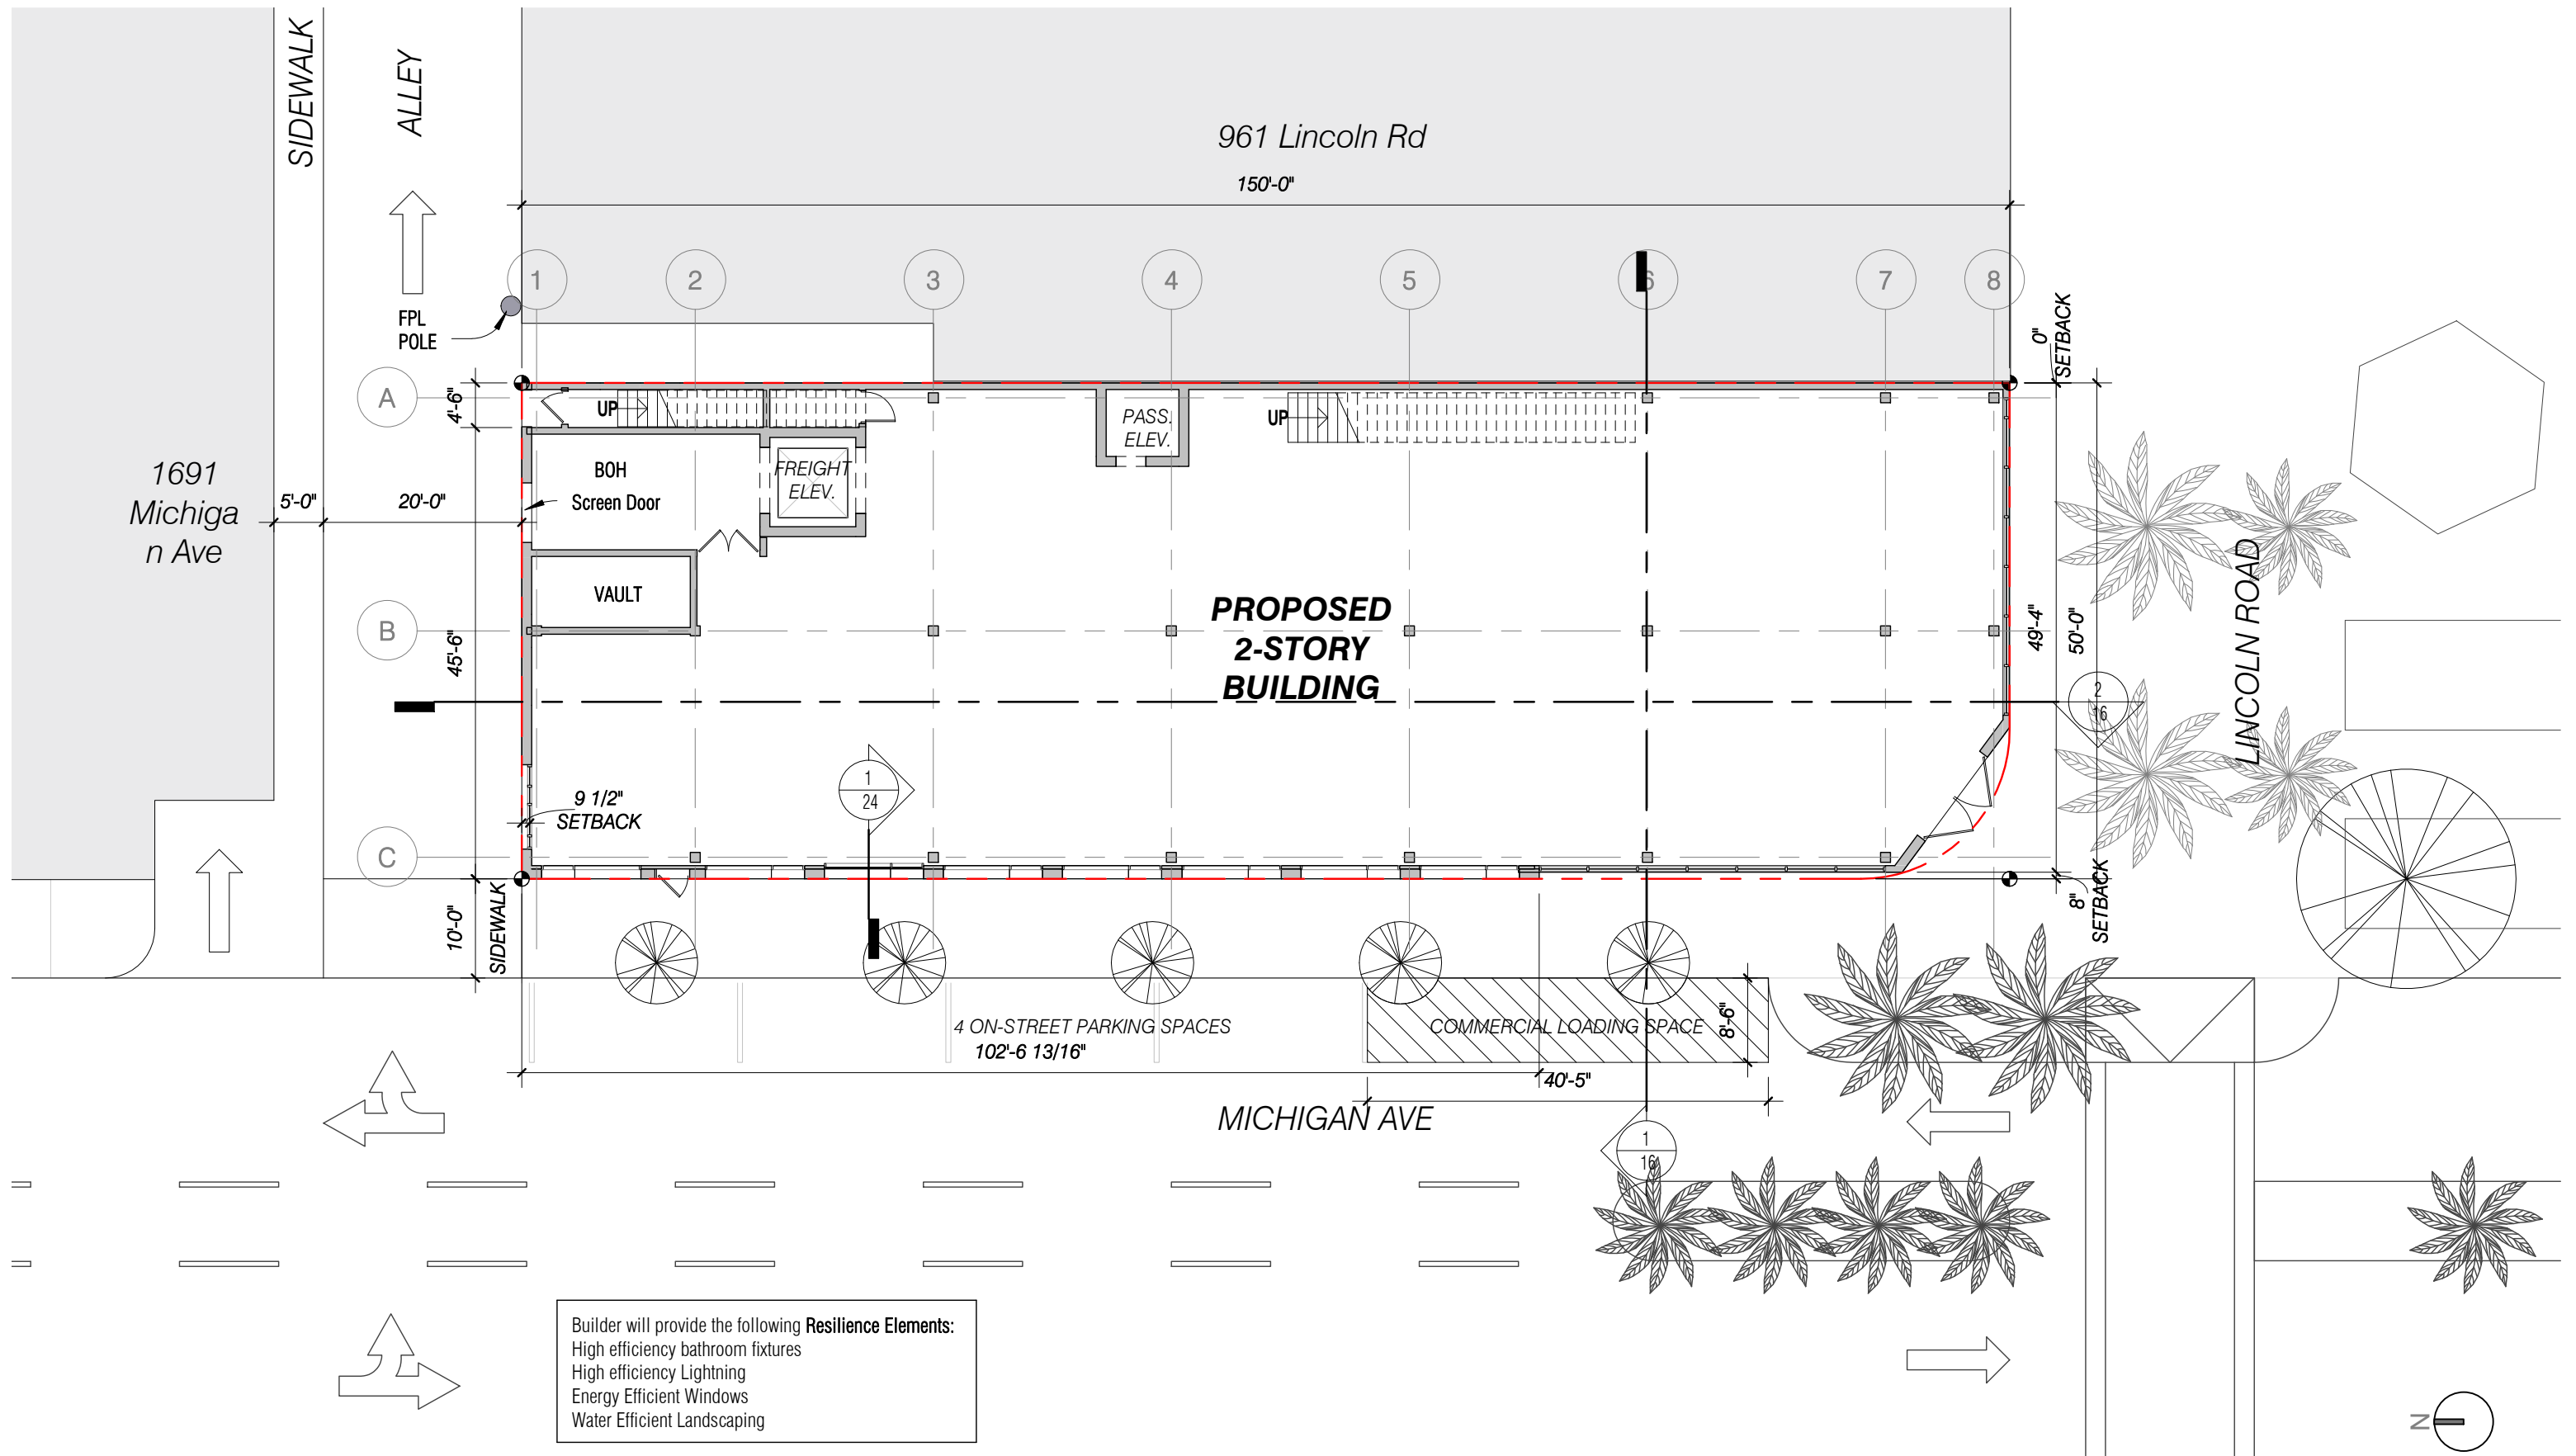 SIDEWALK
ALLEY
961 Lincoln Rd
150'-0"
1
2
3
4
5
6
7
8
FPL
POLE
0"
SETBACK
A
4'-6"
UP
PASS.
ELEV.
UP
1691
Michiga
n Ave
5'-0"
20'-0"
BOH
Screen Door
FREIGHT
ELEV.
VAULT
B
45'-6"
PROPOSED
2-STORY
BUILDING
49'-4"
50'-0"
LINCOLN ROAD
2
16
1
24
9 1/2"
SETBACK
C
8"
SETBACK
10'-0"
SIDEWALK
4 ON-STREET PARKING SPACES
102'-6 13/16"
COMMERCIAL LOADING SPACE
8'-6"
40'-5"
MICHIGAN AVE
1
16
Builder will provide the following Resilience Elements:
High efficiency bathroom fixtures
High efficiency Lightning
Energy Efficient Windows
Water Efficient Landscaping
N